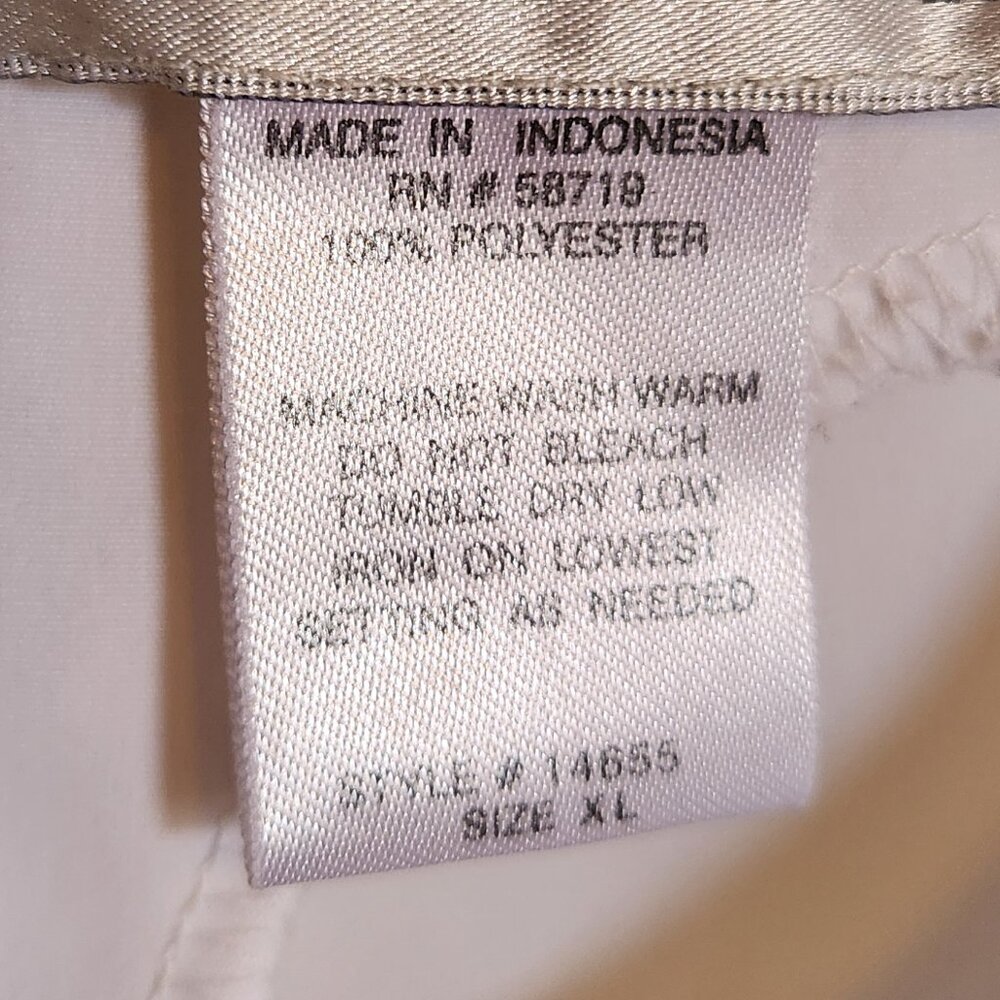 MADE IN INDONESIA
RN # 58719
100% POLYESTER
MACHINE WASH WARM
DO NOT BLEACH
TUMBLE DRY LOW
IRON ON LOWEST
SETTING AS NEEDED
STYLE # 14655
SIZE XL